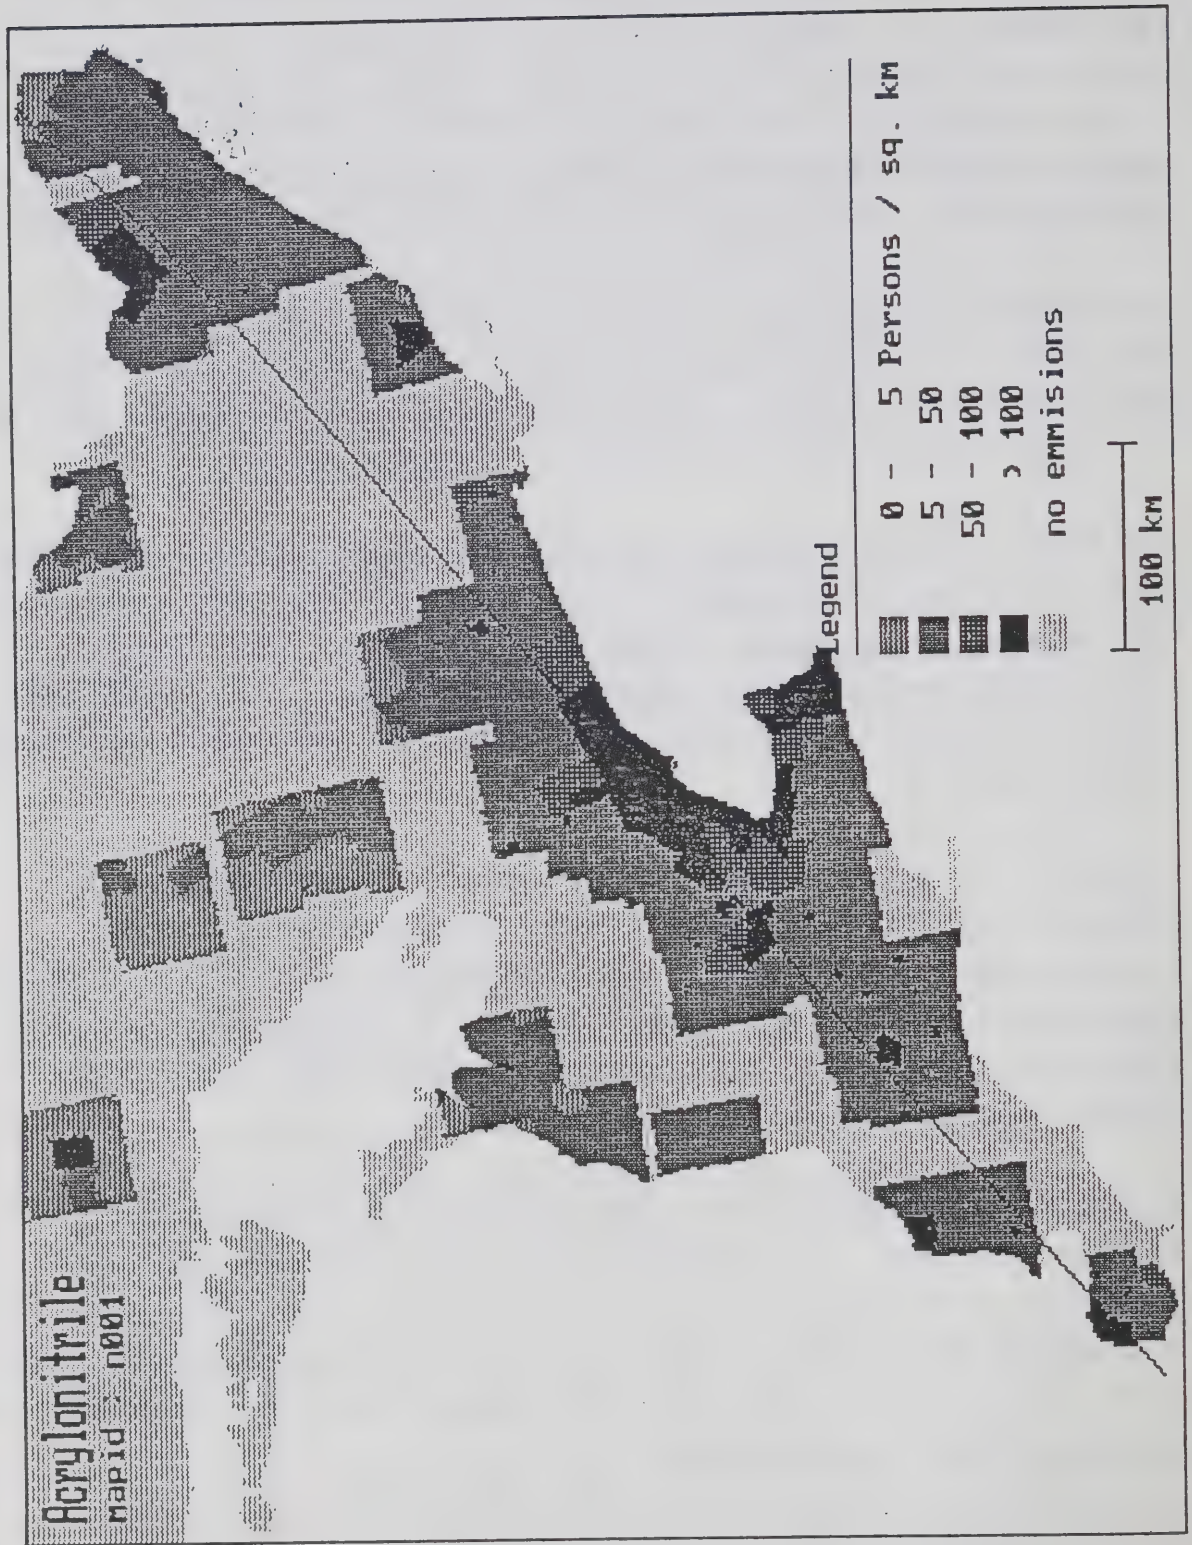 Acrylonitrile
mapid : n001
Legend
0 - 5 Persons / sq. km
5 - 50
50 - 100
> 100
no emmisions
100 km